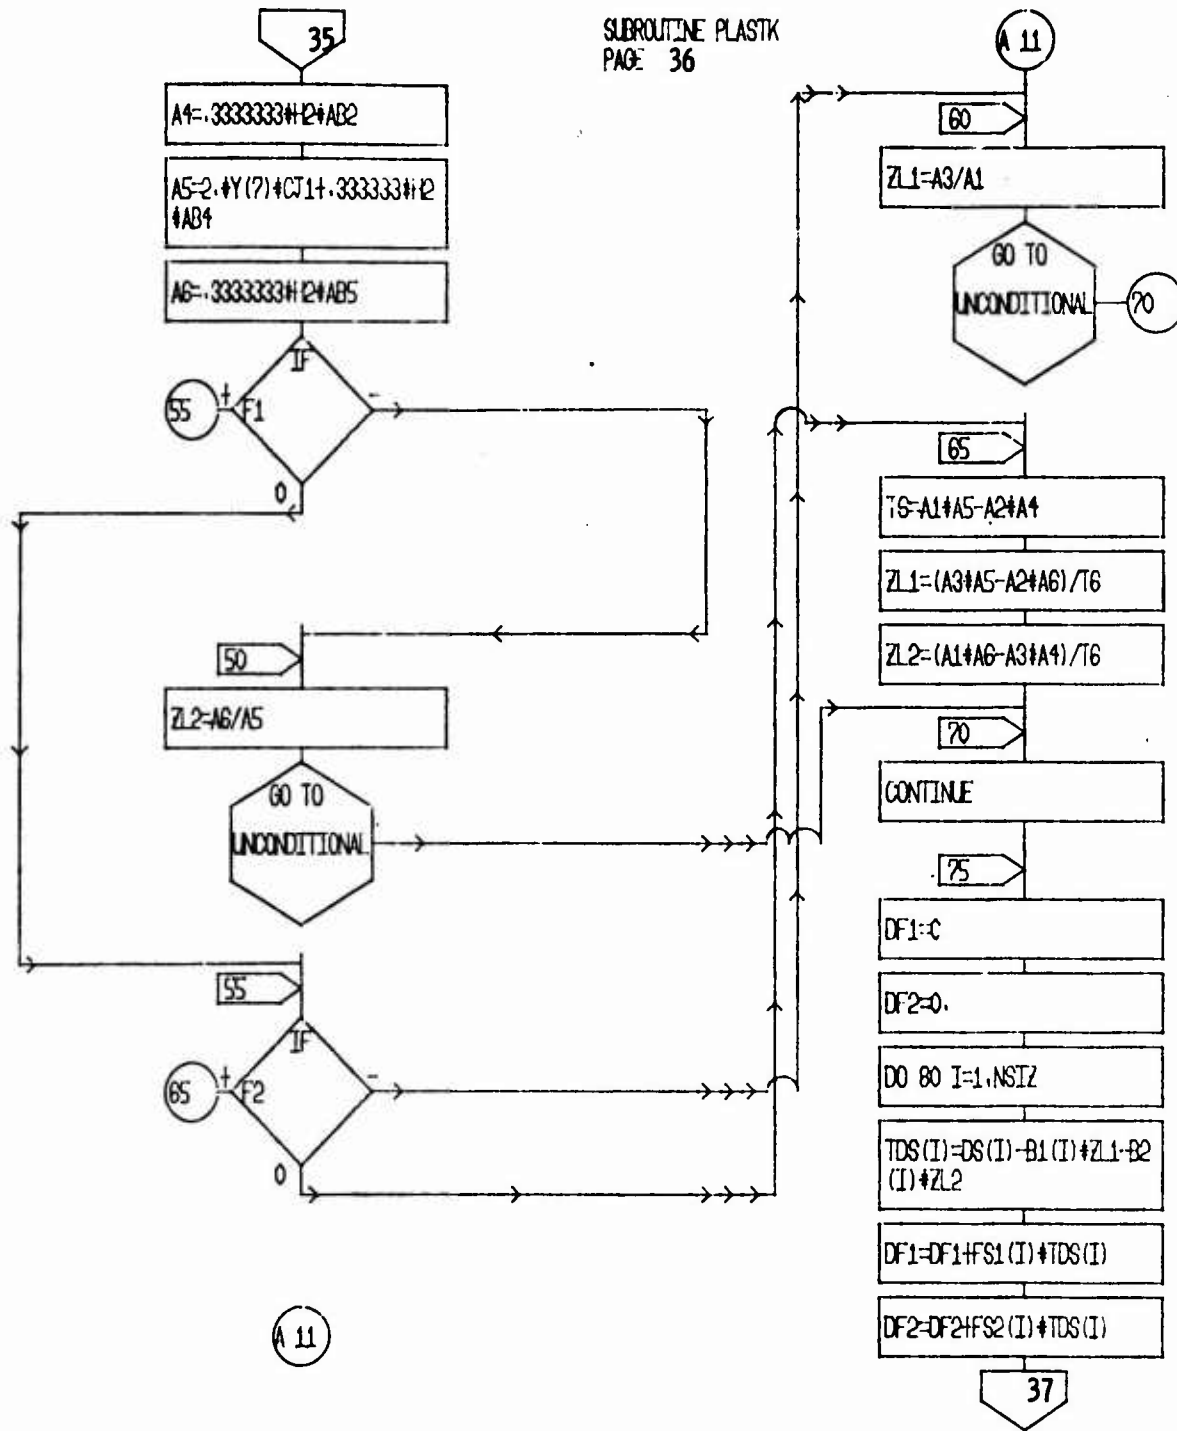 SUBROUTINE PLASTK
PAGE 36
35
A4=.3333333*H2*AB2
A5=2.*Y(7)*CJ1+.333333*H2
*AB4
A6=.3333333*H2*AB5
IF
55
+
F1
-
0
50
ZL2=A6/A5
GO TO
UNCONDITIONAL
55
IF
65
+
F2
-
0
A 11
A 11
60
ZL1=A3/A1
GO TO
UNCONDITIONAL
70
65
T6=A1*A5-A2*A4
ZL1=(A3*A5-A2*A6)/T6
ZL2=(A1*A6-A3*A4)/T6
70
CONTINUE
75
DF1=C
DF2=0.
DO 80 I=1,NSIZ
TDS(I)=DS(I)-B1(I)*ZL1-B2
(I)*ZL2
DF1=DF1+FS1(I)*TDS(I)
DF2=DF2+FS2(I)*TDS(I)
37